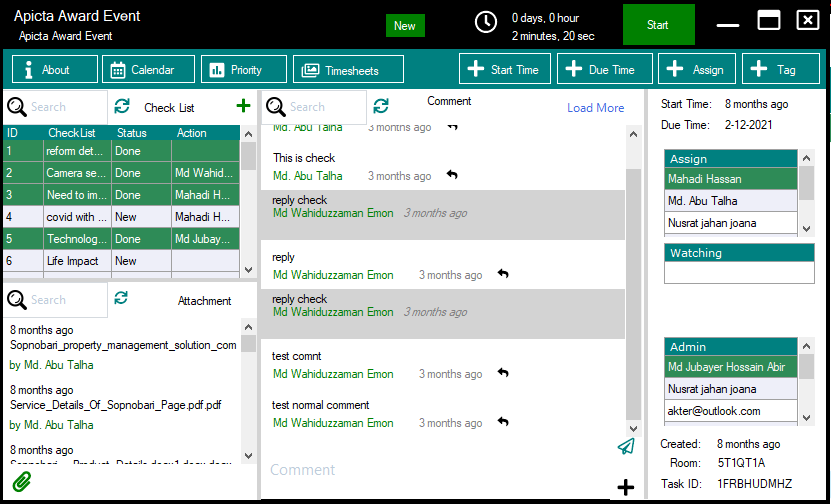 Apicta Award Event
Apicta Award Event
New
0 days, 0 hour
2 minutes, 20 sec
Start
About
Calendar
Priority
Timesheets
Start Time
Due Time
Assign
Tag
Search
Check List
ID CheckList Status Action
1 reform det... Done
2 Camera se... Done Md Wahid...
3 Need to im... Done Mahadi H...
4 covid with ... New Mahadi H...
5 Technolog... Done Md Jubay...
6 Life Impact New
Search
Attachment
8 months ago
Sopnobari_property_management_solution_com
by Md. Abu Talha
8 months ago
Service_Details_Of_Sopnobari_Page.pdf.pdf
by Md. Abu Talha
8 months ago
Search
Comment
Load More
Md. Abu Talha 3 months ago
This is check
Md. Abu Talha 3 months ago
reply check
Md Wahiduzzaman Emon 3 months ago
reply
Md Wahiduzzaman Emon 3 months ago
reply check
Md Wahiduzzaman Emon 3 months ago
test comnt
Md Wahiduzzaman Emon 3 months ago
test normal comment
Md Wahiduzzaman Emon 3 months ago
Comment
Start Time: 8 months ago
Due Time: 2-12-2021
Assign
Mahadi Hassan
Md. Abu Talha
Nusrat jahan joana
Watching
Admin
Md Jubayer Hossain Abir
Nusrat jahan joana
akter@outlook.com
Created: 8 months ago
Room: 5T1QT1A
Task ID: 1FRBHUDMHZ